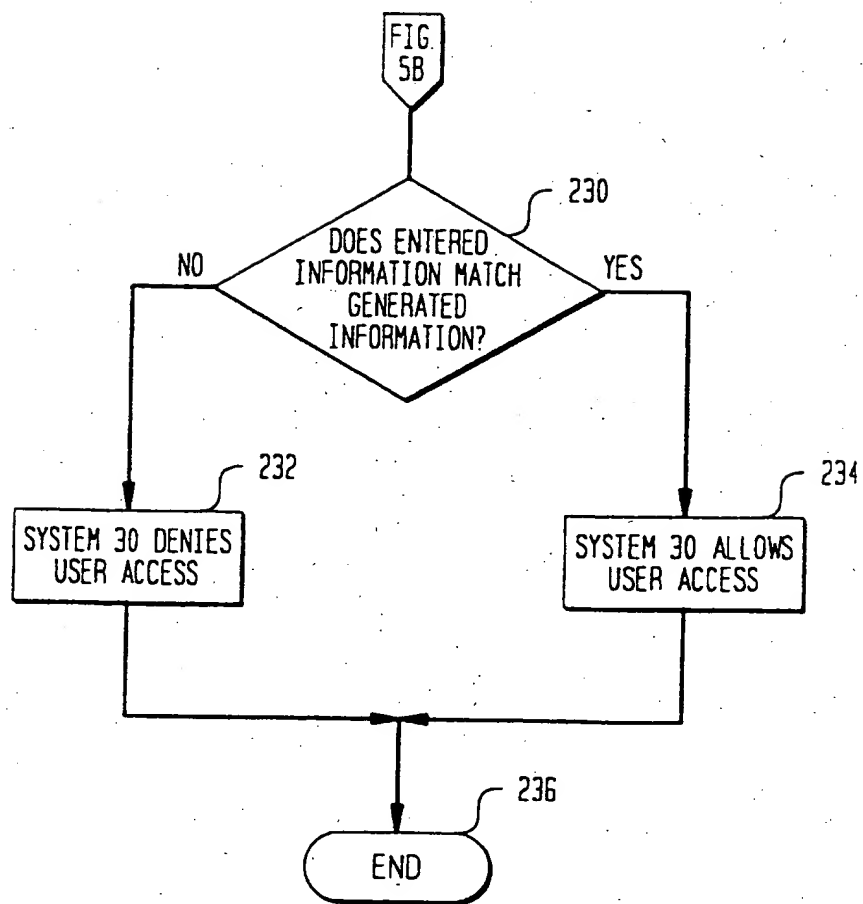 FIG.
5B
230
DOES ENTERED
INFORMATION MATCH
GENERATED
INFORMATION?
NO
YES
232
234
SYSTEM 30 DENIES
USER ACCESS
SYSTEM 30 ALLOWS
USER ACCESS
236
END